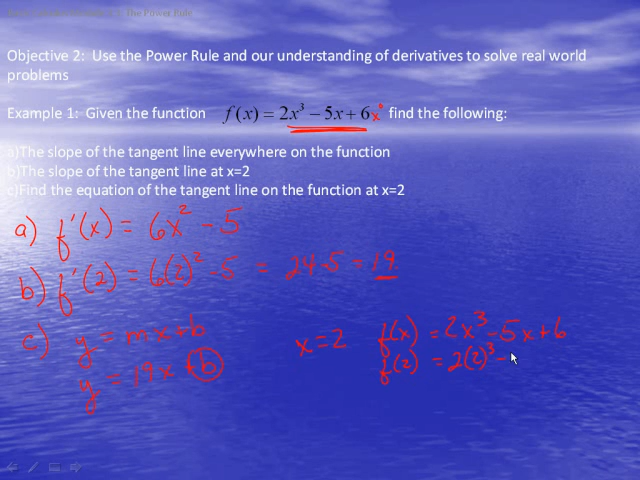 The Power Rule
Objective 2: Use the Power Rule and our understanding of derivatives to solve real world
problems
Example 1: Given the function f(x) = 2x³ − 5x + 6x⁰ find the following:
a)The slope of the tangent line everywhere on the function
b)The slope of the tangent line at x=2
c)Find the equation of the tangent line on the function at x=2
a) f'(x) = 6x² - 5
b) f'(2) = 6(2)² - 5 = 24-5 = 19.
c) y = mx+b
y = 19x + b
x=2 f(x) = 2x³ - 5x + 6
f(2) = 2(2)³ -